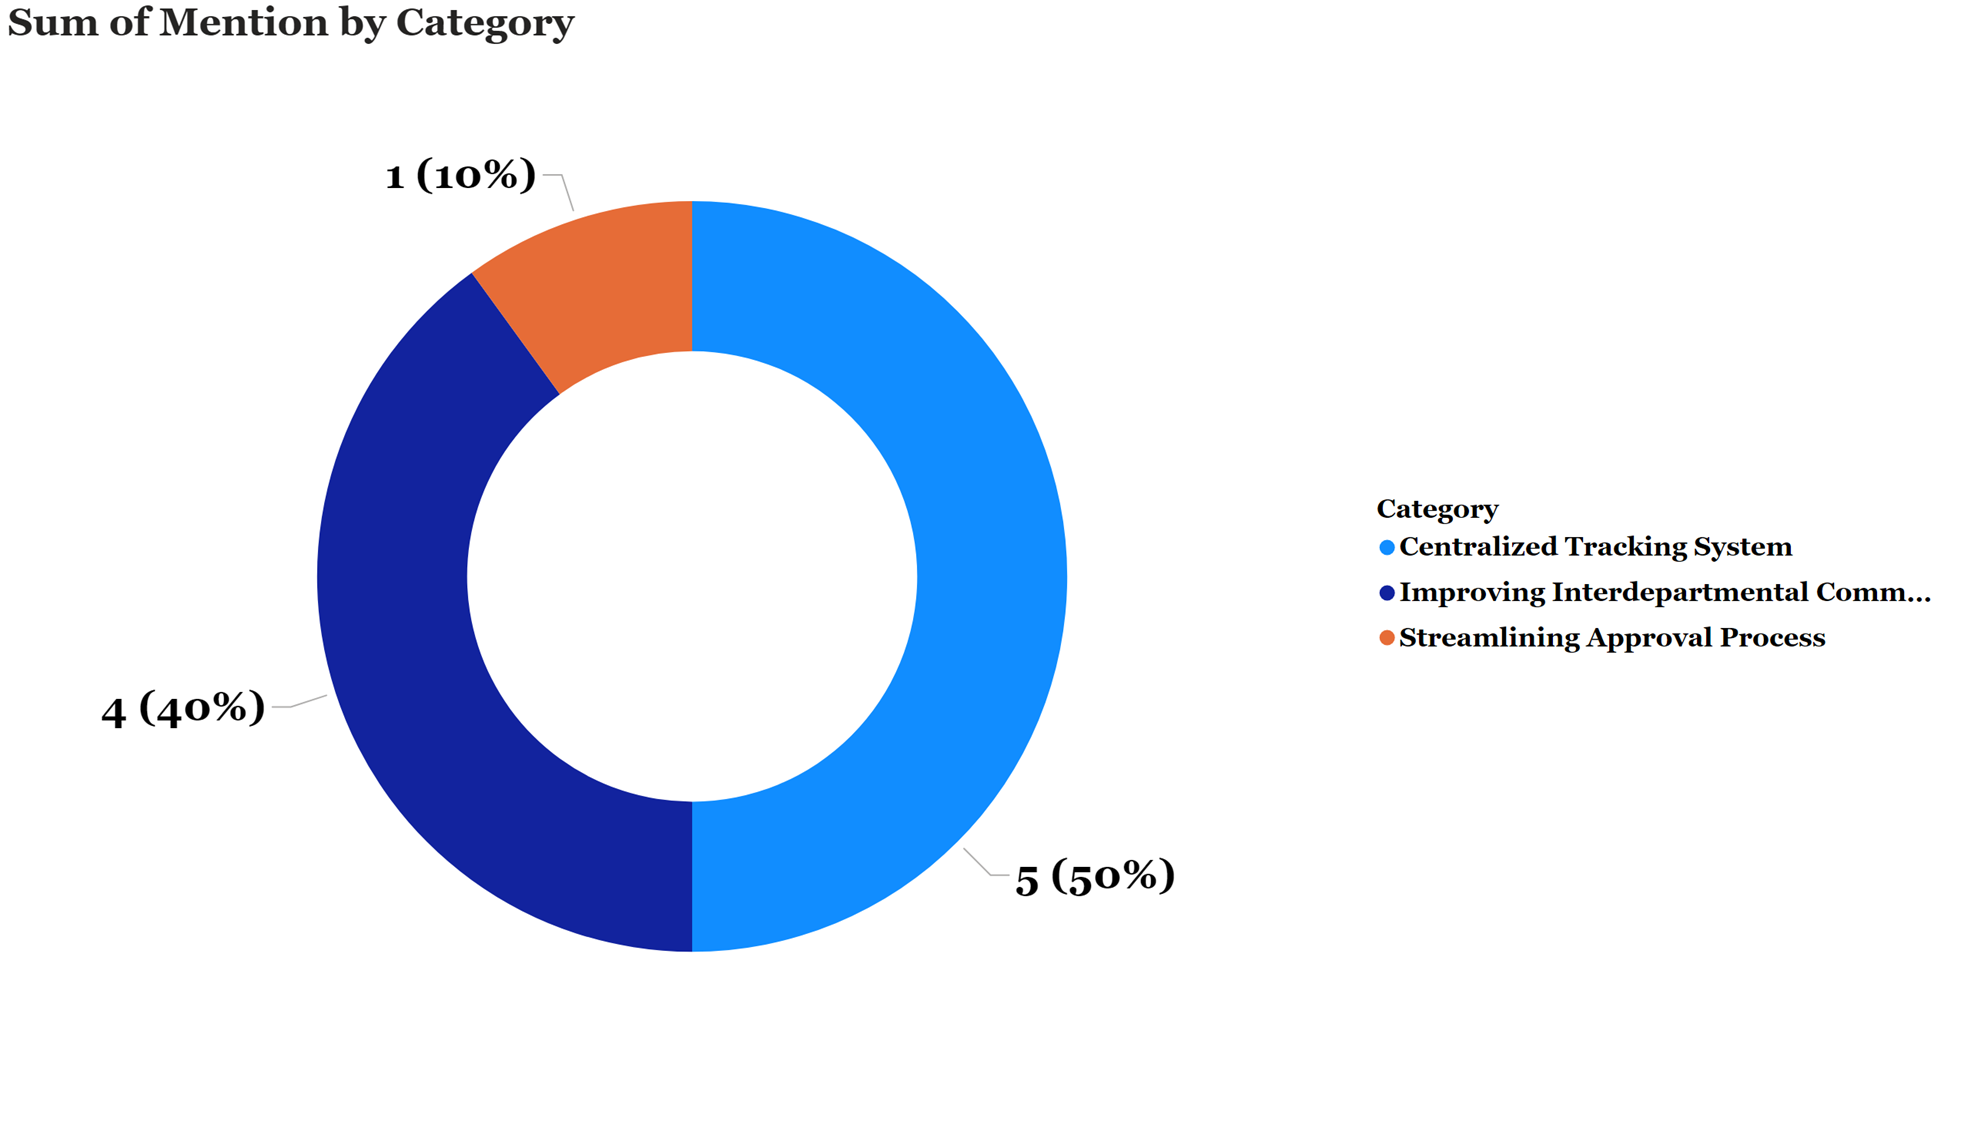 Sum of Mention by Category
1 (10%)
4 (40%)
5 (50%)
Category
Centralized Tracking System
Improving Interdepartmental Comm...
Streamlining Approval Process